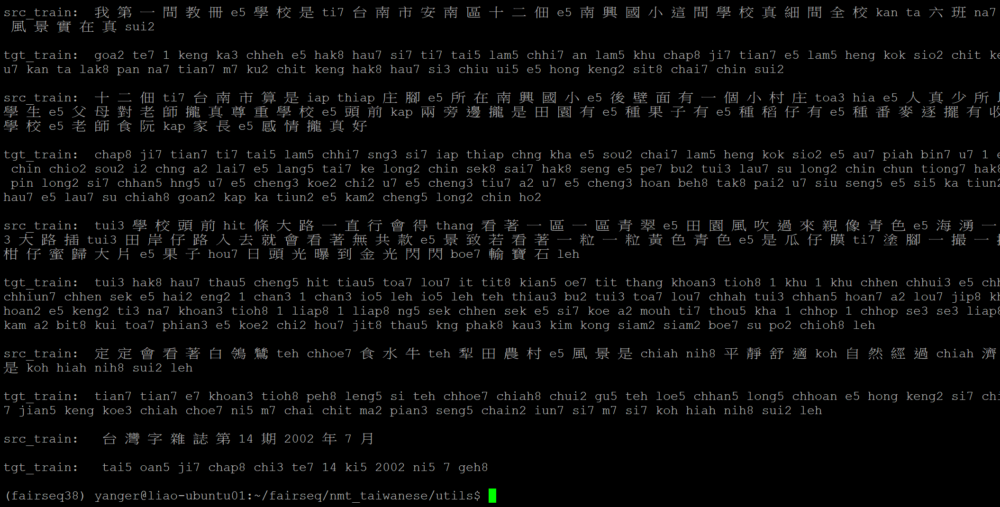 src_train:  我 第 一 間 教 冊 e5 學 校 是 ti7 台 南 市 安 南 區 十 二 佃 e5 南 興 國 小 這 間 學 校 真 細 間 全 校 kan ta 六 班 na7
風 景 實 在 真 sui2
tgt_train:  goa2 te7 1 keng ka3 chheh e5 hak8 hau7 si7 ti7 tai5 lam5 chhi7 an lam5 khu chap8 ji7 tian7 e5 lam5 heng kok sio2 chit ke
u7 kan ta lak8 pan na7 tian7 m7 ku2 chit keng hak8 hau7 si3 chiu ui5 e5 hong keng2 sit8 chai7 chin sui2
src_train:  十 二 佃 ti7 台 南 市 算 是 iap thiap 庄 腳 e5 所 在 南 興 國 小 e5 後 壁 面 有 一 個 小 村 庄 toa3 hia e5 人 真 少 所
學 生 e5 父 母 對 老 師 攏 真 尊 重 學 校 e5 頭 前 kap 兩 旁 邊 攏 是 田 園 有 e5 種 果 子 有 e5 種 稻 仔 有 e5 種 番 麥 逐 擺 有 收
學 校 e5 老 師 食 阮 kap 家 長 e5 感 情 攏 真 好
tgt_train:  chap8 ji7 tian7 ti7 tai5 lam5 chhi7 sng3 si7 iap thiap chng kha e5 sou2 chai7 lam5 heng kok sio2 e5 au7 piah bin7 u7 1 e
chin chio2 sou2 i2 chng a2 lai7 e5 lang5 tai7 ke long2 chin sek8 sai7 hak8 seng e5 pe7 bu2 tui3 lau7 su long2 chin chun tiong7 hak8
pin long2 si7 chhan5 hng5 u7 e5 cheng3 koe2 chi2 u7 e5 cheng3 tiu7 a2 u7 e5 cheng3 hoan beh8 tak8 pai2 u7 siu seng5 e5 si5 ka tiun2
hau7 e5 lau7 su chiah8 goan2 kap ka tiun2 e5 kam2 cheng5 long2 chin ho2
src_train:  tui3 學 校 頭 前 hit 條 大 路 一 直 行 會 得 thang 看 著 一 區 一 區 青 翠 e5 田 園 風 吹 過 來 親 像 青 色 e5 海 湧 一
3 大 路 插 tui3 田 岸 仔 路 入 去 就 會 看 著 無 共 款 e5 景 致 若 看 著 一 粒 一 粒 黃 色 青 色 e5 是 瓜 仔 膜 ti7 塗 腳 一 撮 一
柑 仔 蜜 歸 大 片 e5 果 子 hou7 日 頭 光 曝 到 金 光 閃 閃 boe7 輸 寶 石 leh
tgt_train:  tui3 hak8 hau7 thau5 cheng5 hit tiau5 toa7 lou7 it tit8 kian5 oe7 tit thang khoan3 tioh8 1 khu 1 khu chhen chhui3 e5 chh
chhiun7 chhen sek e5 hai2 eng2 1 chan3 1 chan3 io5 leh io5 leh teh thiau3 bu2 tui3 toa7 lou7 chhah tui3 chhan5 hoan7 a2 lou7 jip8 kh
hoan2 e5 keng2 ti3 na7 khoan3 tioh8 1 liap8 1 liap8 ng5 sek chhen sek e5 si7 koe a2 mouh ti7 thou5 kha 1 chhop 1 chhop se3 se3 liap8
kam a2 bit8 kui toa7 phian3 e5 koe2 chi2 hou7 jit8 thau5 kng phak8 kau3 kim kong siam2 siam2 boe7 su po2 chioh8 leh
src_train:  定 定 會 看 著 白 鴒 鷥 teh chhoe7 食 水 牛 teh 犁 田 農 村 e5 風 景 是 chiah nih8 平 靜 舒 適 koh 自 然 經 過 chiah 濟
是 koh hiah nih8 sui2 leh
tgt_train:  tian7 tian7 e7 khoan3 tioh8 peh8 leng5 si teh chhoe7 chiah8 chui2 gu5 teh loe5 chhan5 long5 chhoan e5 hong keng2 si7 chi
7 jian5 keng koe3 chiah choe7 ni5 m7 chai chit ma2 pian3 seng5 chain2 iun7 si7 m7 si7 koh hiah nih8 sui2 leh
src_train:   台 灣 字 雜 誌 第 14 期 2002 年 7 月
tgt_train:   tai5 oan5 ji7 chap8 chi3 te7 14 ki5 2002 ni5 7 geh8
(fairseq38) yanger@liao-ubuntu01:~/fairseq/nmt_taiwanese/utils$